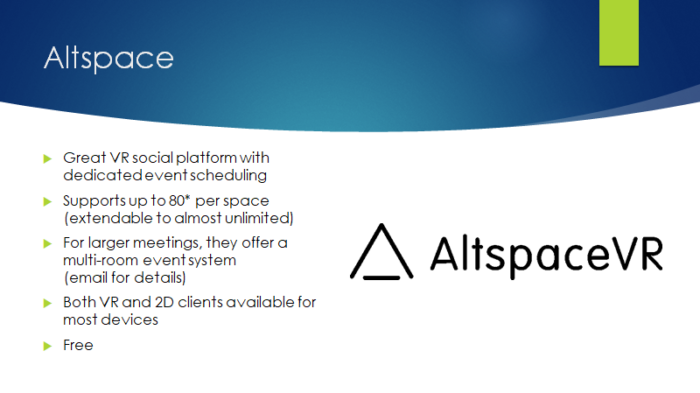 Altspace
Great VR social platform with
dedicated event scheduling
Supports up to 80* per space
(extendable to almost unlimited)
For larger meetings, they offer a
multi-room event system
(email for details)
Both VR and 2D clients available for
most devices
Free
AltspaceVR